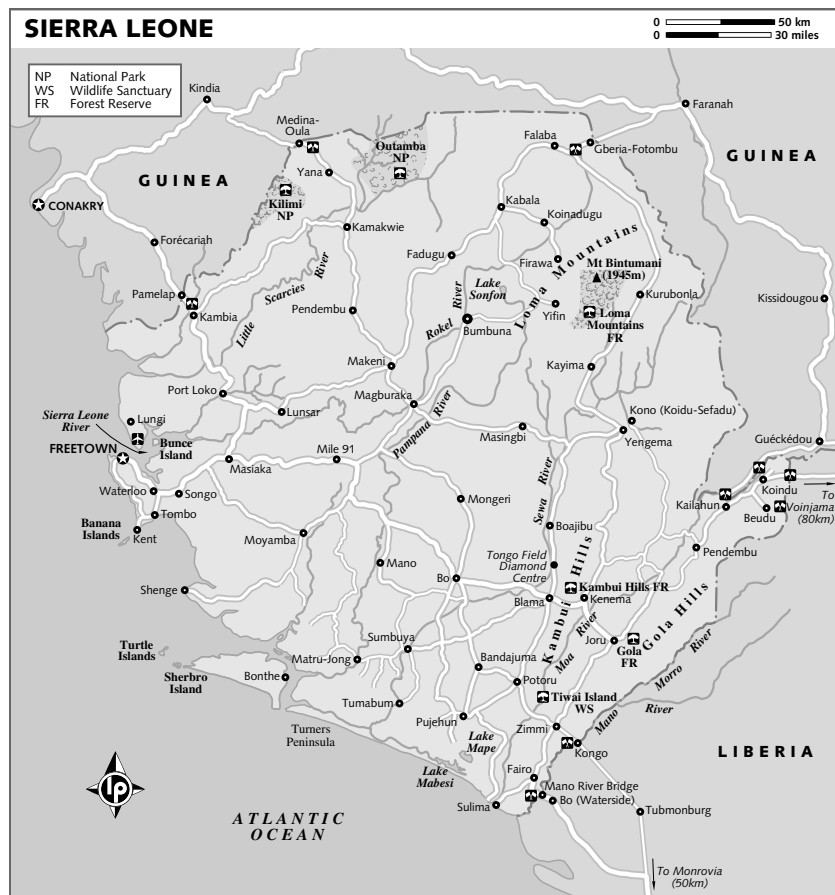 SIERRA LEONE
0 50 km
0 30 miles
NP National Park
WS Wildlife Sanctuary
FR Forest Reserve
Kindia
Faranah
Medina-
Oula
Outamba
NP
Falaba
Gberia-Fotombu
GUINEA
GUINEA
Yana
Kilimi
NP
CONAKRY
Kabala
Koinadugu
Kamakwie
Forécariah
Fadugu
Firawa
Loma Mountains
Mt Bintumani
(1945m)
Little Scarcies River
Lake
Sonfon
Pamelap
Kurubonla
Kissidougou
Kambia
Pendembu
Rokel River
Yifin
Loma
Mountains
FR
Bumbuna
Makeni
Kayima
Port Loko
Magburaka
Sierra Leone
River
Lungi
Lunsar
Pampana River
Kono (Koidu-Sefadu)
Masingbi
Yengema
Bunce
Island
FREETOWN
Mile 91
Guéckédou
Masiaka
Sewa River
Koindu
Waterloo
Songo
Mongeri
Kailahun
To
Voinjama
(80km)
Beudu
Tombo
Banana
Islands
Kent
Boajibu
Moyamba
Pendembu
Mano
Tongo Field
Diamond
Centre
Kambui Hills
Bo
Kambui Hills FR
Shenge
Blama
Kenema
Gola Hills
Joru
Gola
FR
Moa River
Sumbuya
Turtle
Islands
Matru-Jong
Bandajuma
Morro River
Sherbro
Island
Bonthe
Potoru
Tiwai Island
WS
Tumabum
Mano River
Turners
Peninsula
Pujehun
Zimmi
Lake
Mape
Kongo
LIBERIA
Lake
Mabesi
Fairo
Mano River Bridge
Sulima
Bo (Waterside)
Tubmonburg
lp
ATLANTIC
OCEAN
To Monrovia
(50km)